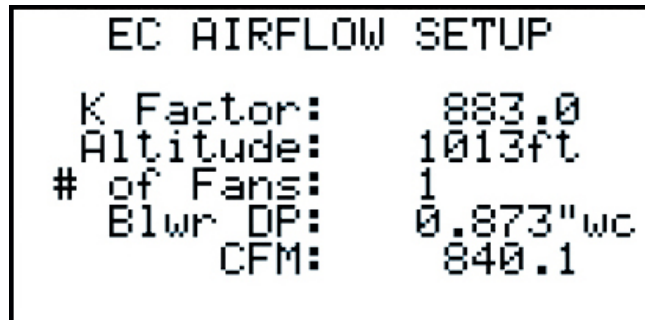 EC AIRFLOW SETUP
K Factor: 883.0
Altitude: 1013ft
# of Fans: 1
Blwr DP: 0.873"wc
CFM: 840.1